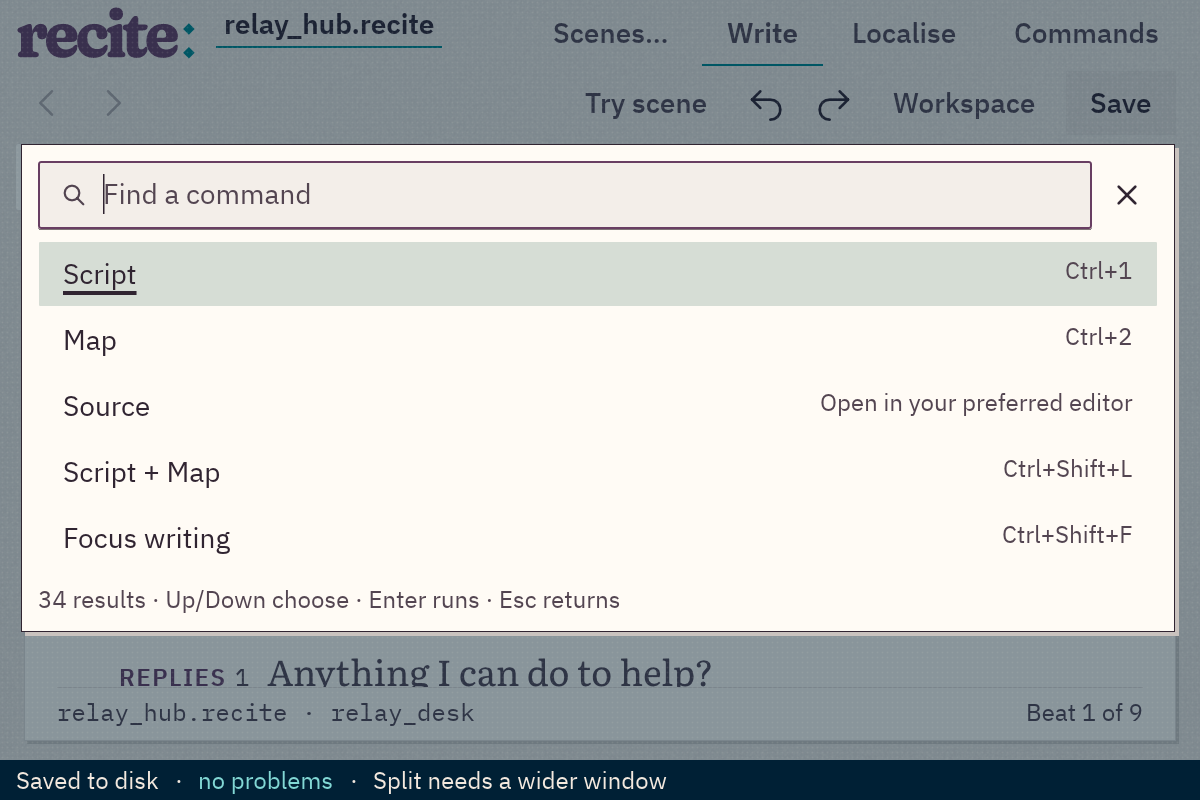 recite: relay_hub.recite Scenes... Write Localise Commands
Try scene Workspace Save
Find a command
Script Ctrl+1
Map Ctrl+2
Source Open in your preferred editor
Script + Map Ctrl+Shift+L
Focus writing Ctrl+Shift+F
34 results · Up/Down choose · Enter runs · Esc returns
REPLIES 1 Anything I can do to help?
relay_hub.recite · relay_desk Beat 1 of 9
Saved to disk · no problems · Split needs a wider window